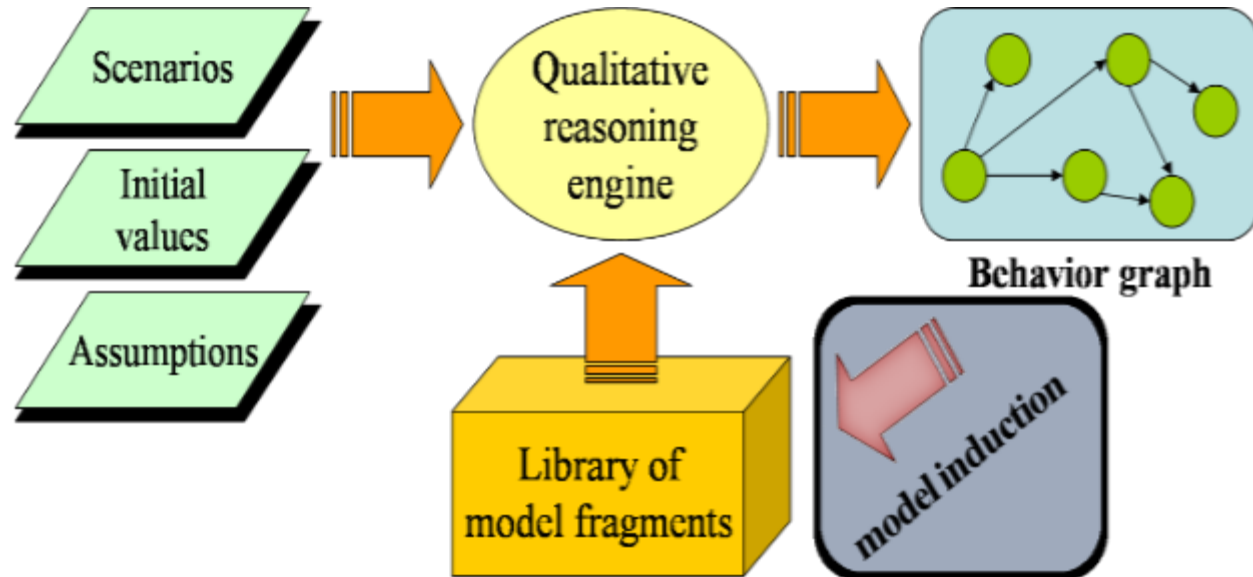 Scenarios
Initial
values
Assumptions
Qualitative
reasoning
engine
Behavior graph
Library of
model fragments
model induction